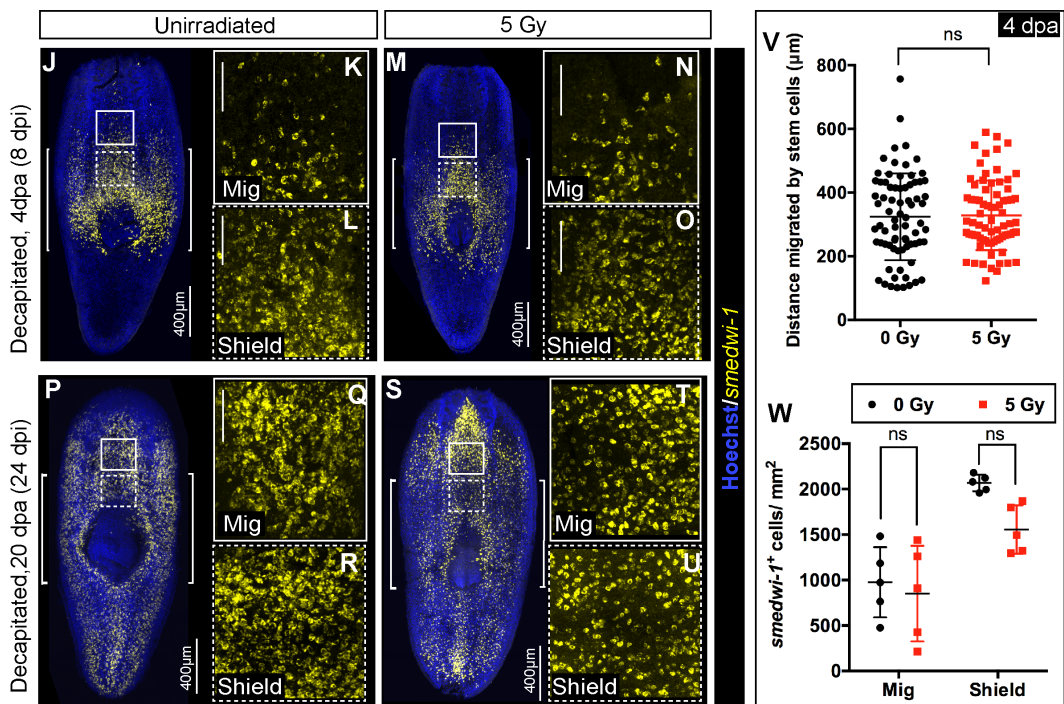 Unirradiated
5 Gy
Decapitated, 4dpa (8 dpi)
J
400µm
K
Mig
L
Shield
M
400µm
N
Mig
O
Shield
Decapitated,20 dpa (24 dpi)
P
400µm
Q
Mig
R
Shield
S
400µm
T
Mig
U
Shield
Hoechst/smedwi-1
V
4 dpa
ns
Distance migrated by stem cells (µm)
800
600
400
200
0
0 Gy
5 Gy
W
0 Gy
5 Gy
ns
ns
smedwi-1+ cells/ mm2
2500
2000
1500
1000
500
0
Mig
Shield